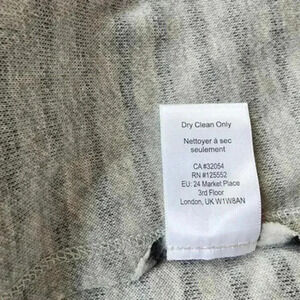 Dry Clean Only
Nettoyer à sec
seulement
CA #32054
RN #125552
EU: 24 Market Place
3rd Floor
London, UK W1W8AN